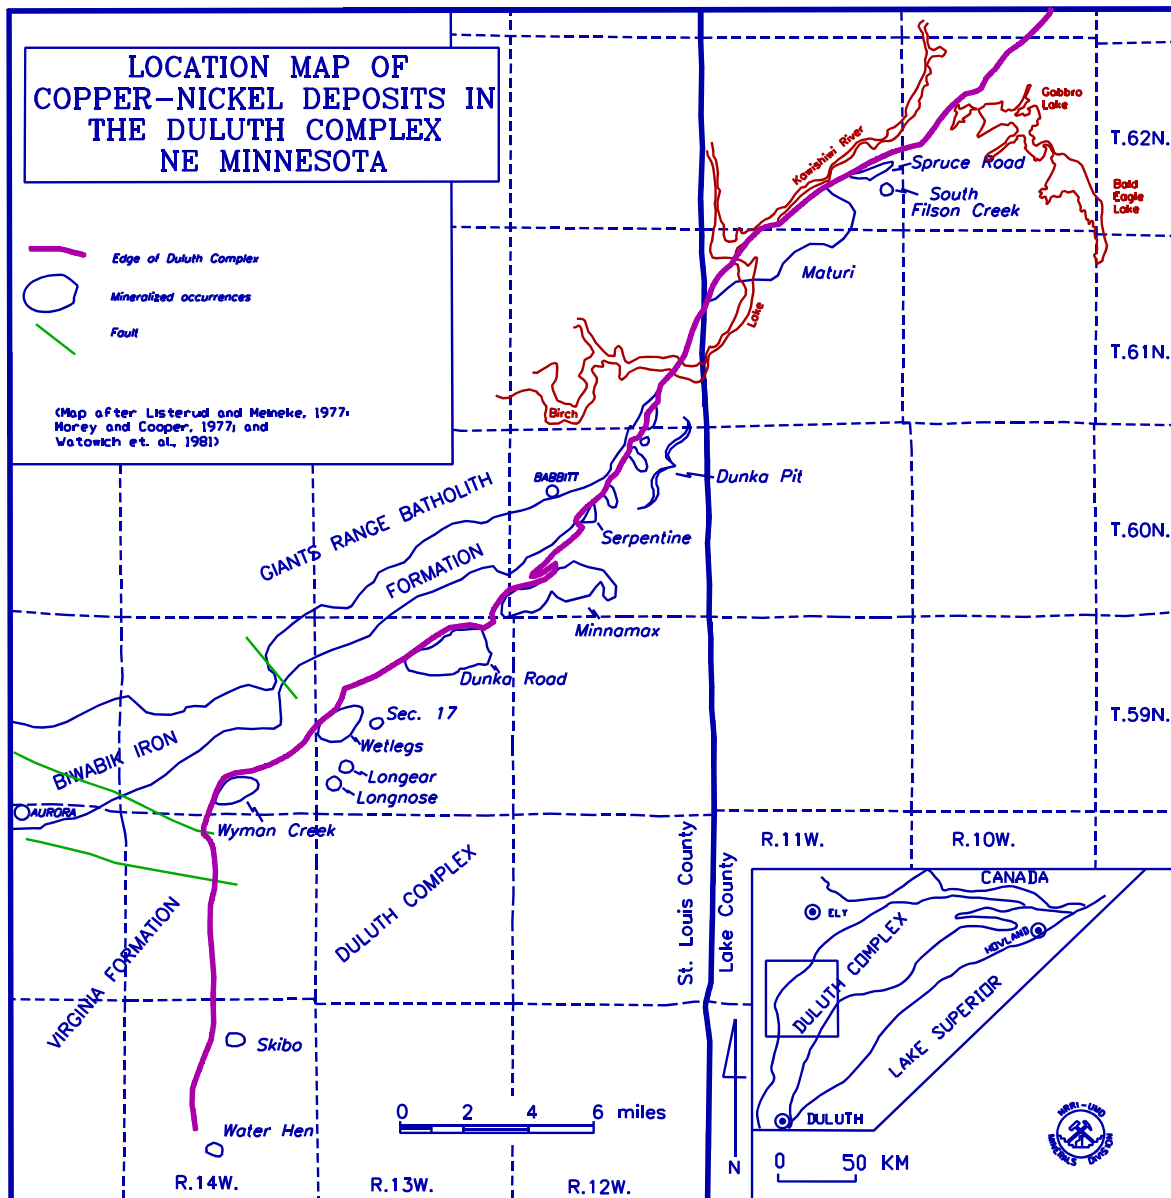 LOCATION MAP OF
COPPER-NICKEL DEPOSITS IN
THE DULUTH COMPLEX
NE MINNESOTA
Edge of Duluth Complex
Mineralized occurrences
Fault
(Map after Listerud and Meineke, 1977;
Morey and Cooper, 1977; and
Watowich et. al., 1981)
Gabbro
Lake
T.62N.
Kawishiwi River
Spruce Road
Bald
Eagle
Lake
South
Filson Creek
Maturi
Lake
T.61N.
Birch
BABBITT
Dunka Pit
GIANTS RANGE BATHOLITH
Serpentine
T.60N.
FORMATION
Minnamax
Dunka Road
Sec. 17
T.59N.
Wetlegs
BIWABIK IRON
Longear
Longnose
AURORA
Wyman Creek
R.11W.
R.10W.
St. Louis County
Lake County
DULUTH COMPLEX
VIRGINIA FORMATION
CANADA
ELY
HOVLAND
DULUTH COMPLEX
LAKE SUPERIOR
DULUTH
0 50 KM
Skibo
Water Hen
0 2 4 6 miles
N
R.14W.
R.13W.
R.12W.
NRRI-UMD
MINERALS DIVISION